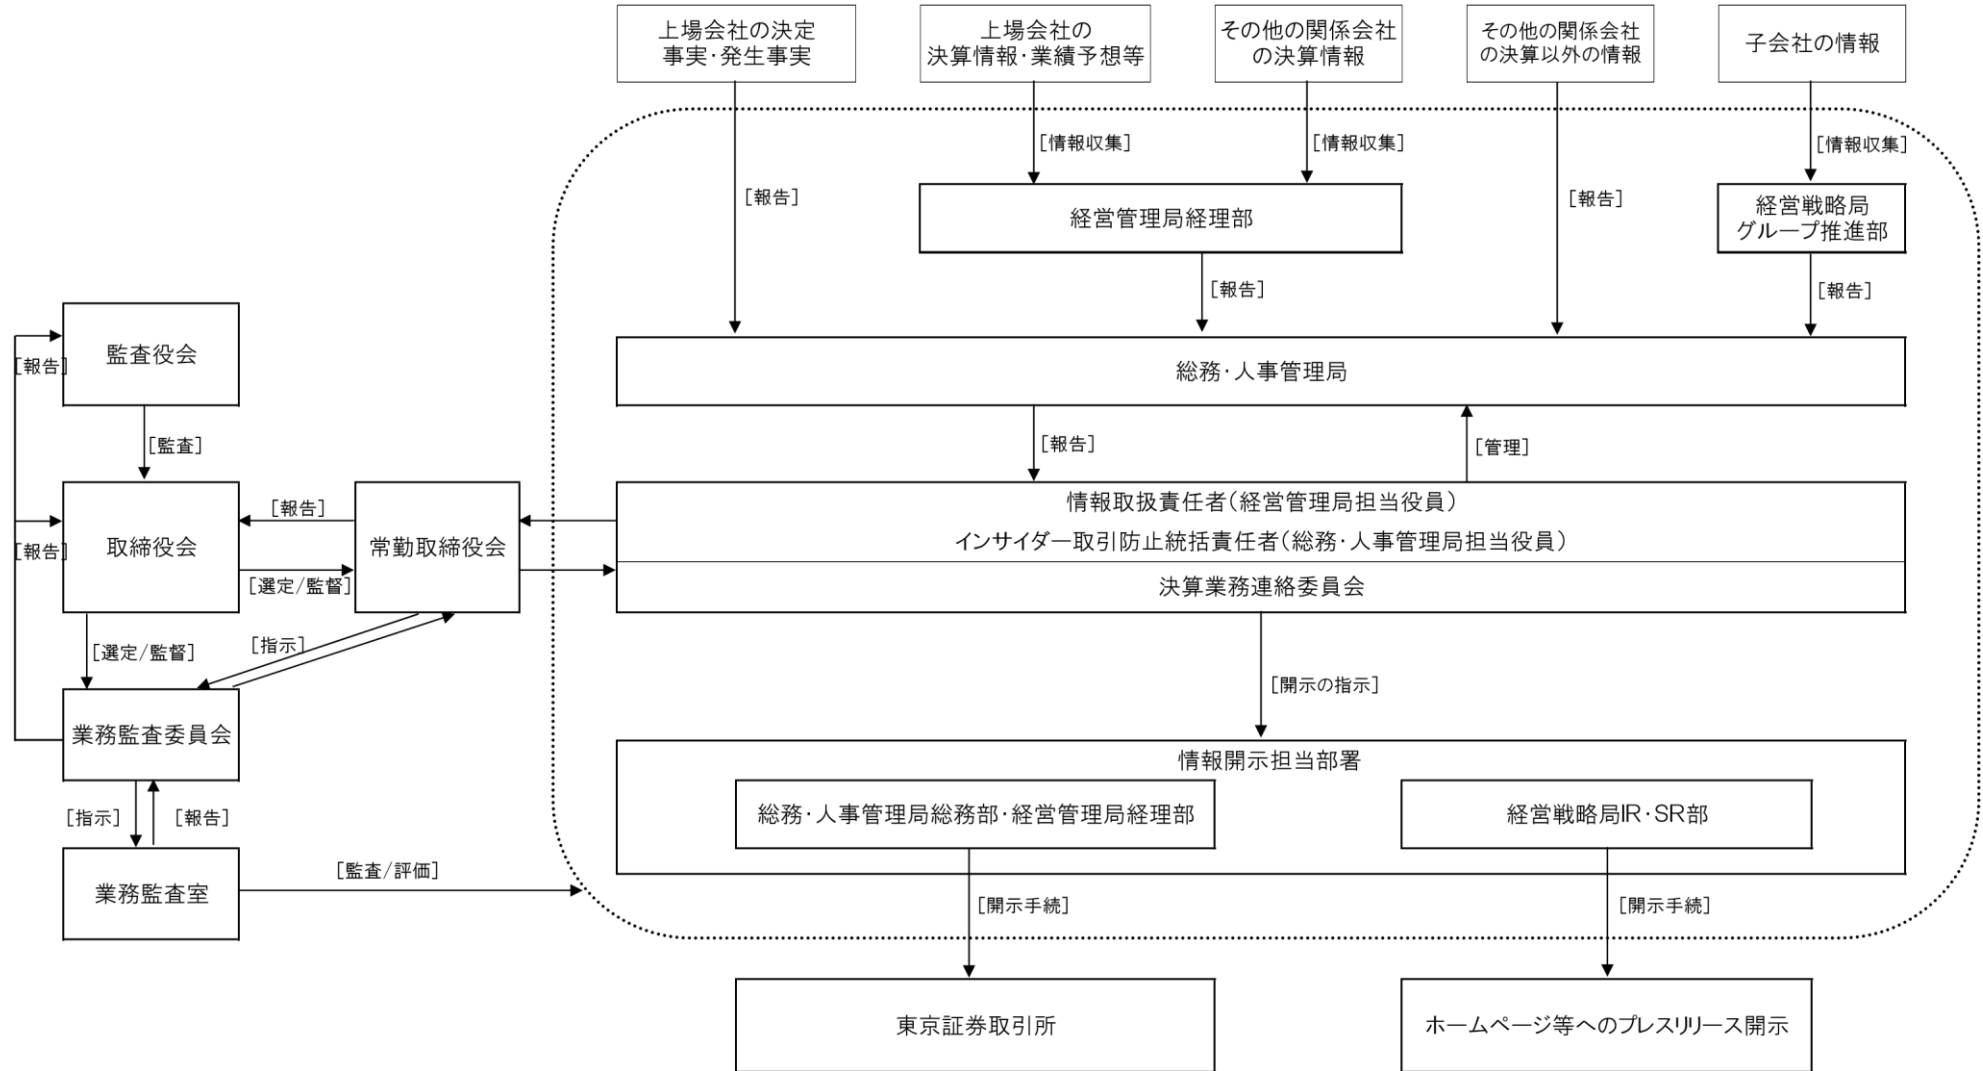 上場会社の決定
事実・発生事実
上場会社の
決算情報・業績予想等
その他の関係会社
の決算情報
その他の関係会社
の決算以外の情報
子会社の情報
[情報収集]
[情報収集]
[情報収集]
[報告]
経営管理局経理部
[報告]
経営戦略局
グループ推進部
[報告]
[報告]
監査役会
[報告]
総務・人事管理局
[監査]
[報告]
[管理]
取締役会
[報告]
[報告]
[選定/監督]
常勤取締役会
情報取扱責任者(経営管理局担当役員)
インサイダー取引防止統括責任者(総務・人事管理局担当役員)
決算業務連絡委員会
[選定/監督]
[指示]
[開示の指示]
業務監査委員会
情報開示担当部署
[指示]
[報告]
総務・人事管理局総務部・経営管理局経理部
経営戦略局IR・SR部
業務監査室
[監査/評価]
[開示手続]
[開示手続]
東京証券取引所
ホームページ等へのプレスリリース開示